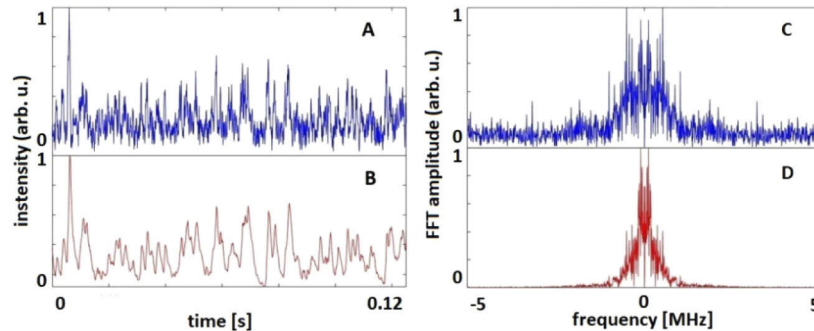 1
A
instensity (arb. u.)
0
1
B
0
0
0.12
time [s]
1
C
FFT amplitude (arb. u.)
0
1
D
0
-5
0
5
frequency [MHz]